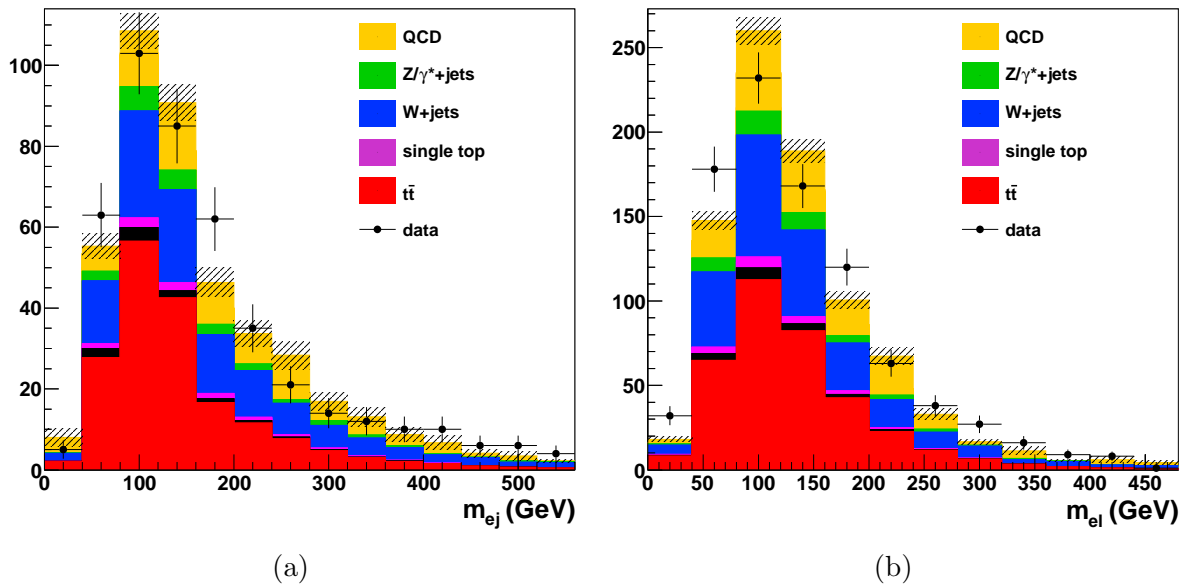 QCD
Z/γ*+jets
W+jets
single top
tt̄
data
100
80
60
40
20
0
0 100 200 300 400 500
m_ej (GeV)
(a)
QCD
Z/γ*+jets
W+jets
single top
tt̄
data
250
200
150
100
50
0
0 50 100 150 200 250 300 350 400 450
m_el (GeV)
(b)